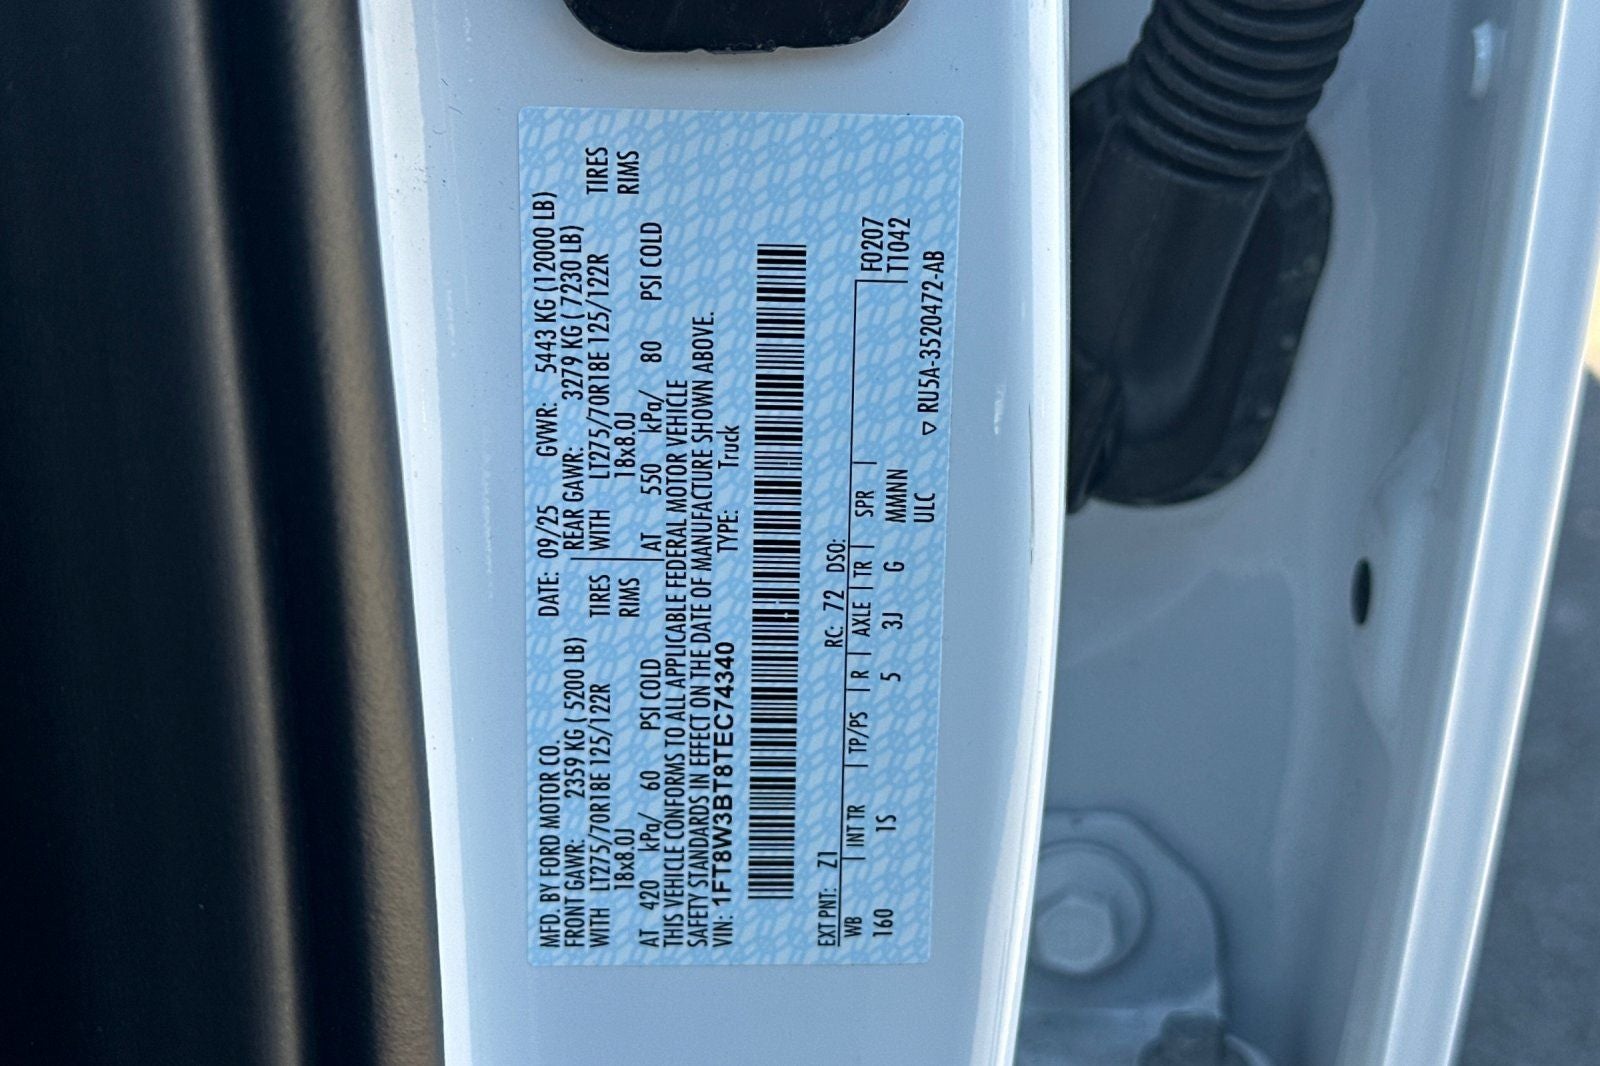 MFD. BY FORD MOTOR CO. DATE: 09/25 GVWR: 5443 KG (12000 LB)
FRONT GAWR: 2359 KG ( 5200 LB) REAR GAWR: 3279 KG ( 7230 LB)
WITH LT275/70R18E 125/122R TIRES WITH LT275/70R18E 125/122R TIRES
18x8.0J RIMS 18x8.0J RIMS
AT 420 kPa/ 60 PSI COLD AT 550 kPa/ 80 PSI COLD
THIS VEHICLE CONFORMS TO ALL APPLICABLE FEDERAL MOTOR VEHICLE
SAFETY STANDARDS IN EFFECT ON THE DATE OF MANUFACTURE SHOWN ABOVE.
VIN: 1FT8W3BT8TEC74340 TYPE: Truck
EXT PNT: Z1 RC: 72 DSO:
WB INT TR TP/PS R AXLE TR SPR F0207
160 1S 5 3J G MMNN T1042
ULC ▽ RU5A-3520472-AB